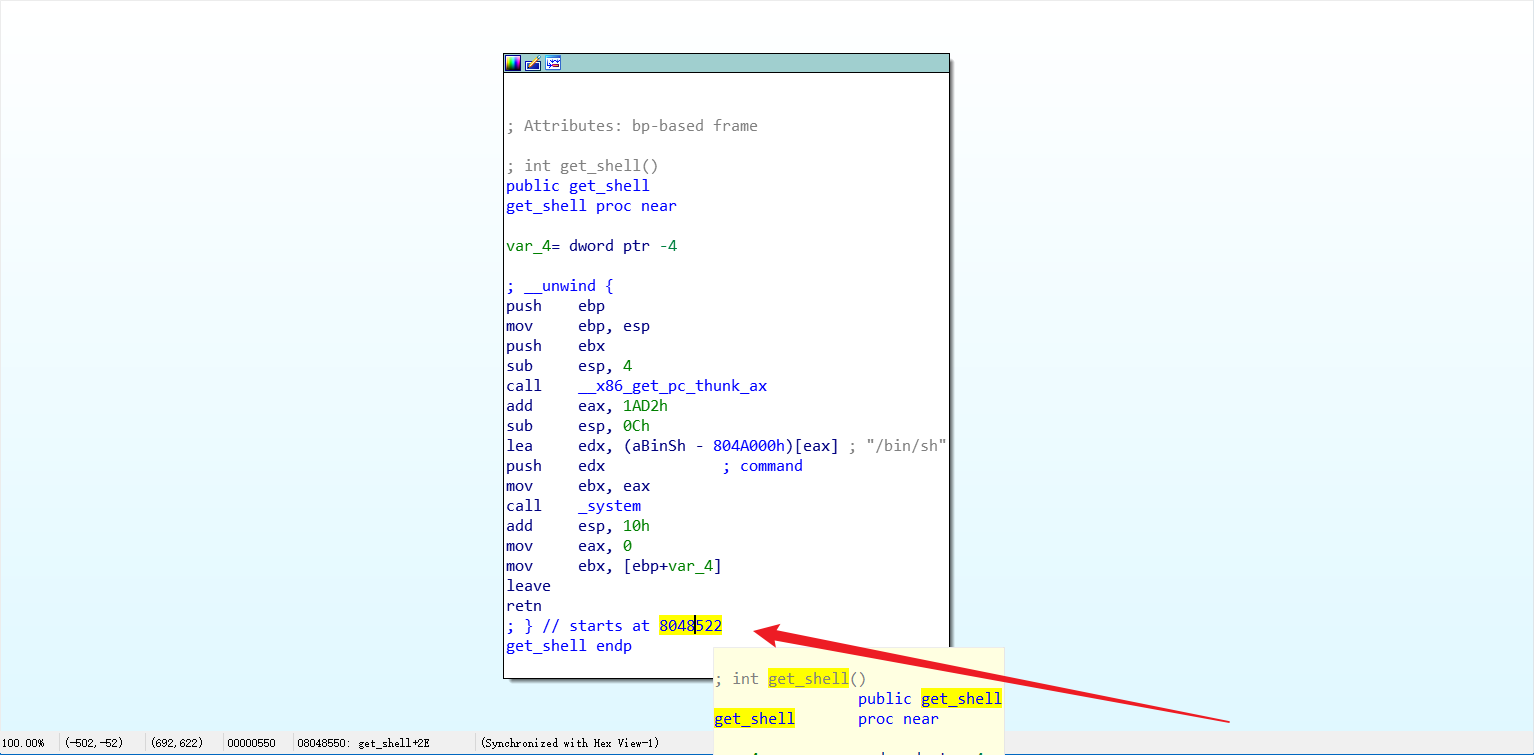 ; Attributes: bp-based frame
; int get_shell()
public get_shell
get_shell proc near
var_4= dword ptr -4
; __unwind {
push    ebp
mov     ebp, esp
push    ebx
sub     esp, 4
call    __x86_get_pc_thunk_ax
add     eax, 1AD2h
sub     esp, 0Ch
lea     edx, (aBinSh - 804A000h)[eax] ; "/bin/sh"
push    edx             ; command
mov     ebx, eax
call    _system
add     esp, 10h
mov     eax, 0
mov     ebx, [ebp+var_4]
leave
retn
; } // starts at 8048522
get_shell endp
; int get_shell()
public get_shell
get_shell       proc near
100.00% (-502,-52) (692,622) 00000550 08048550: get_shell+2E (Synchronized with Hex View-1)